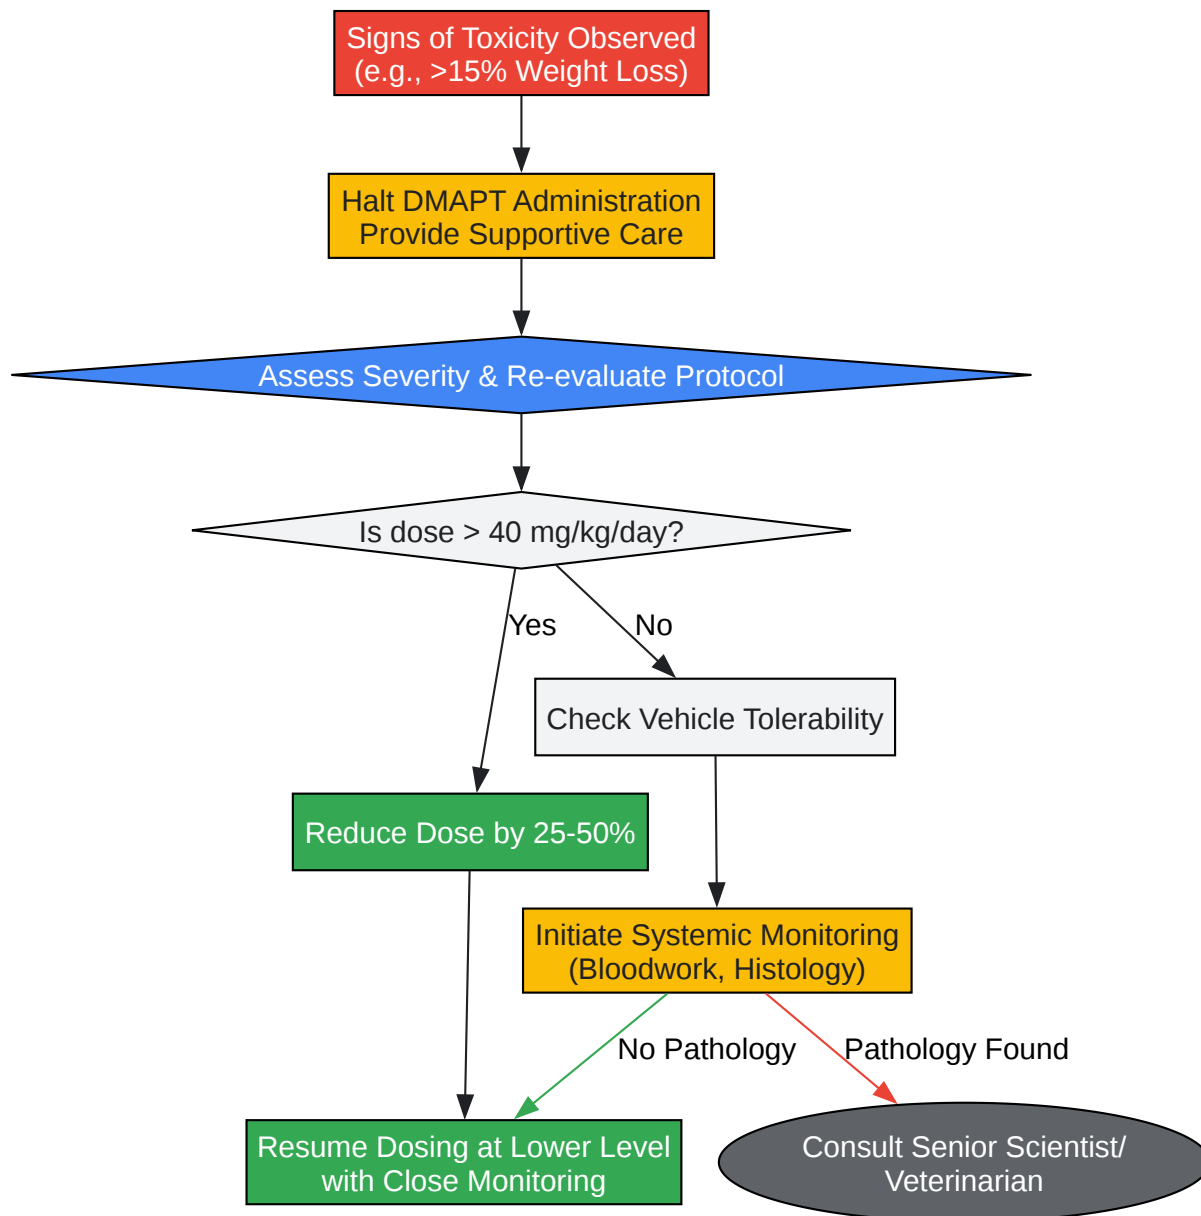 Signs of Toxicity Observed
(e.g., >15% Weight Loss)
Halt DMAPT Administration
Provide Supportive Care
Assess Severity & Re-evaluate Protocol
Is dose > 40 mg/kg/day?
Yes
No
Check Vehicle Tolerability
Reduce Dose by 25-50%
Initiate Systemic Monitoring
(Bloodwork, Histology)
No Pathology
Pathology Found
Resume Dosing at Lower Level
with Close Monitoring
Consult Senior Scientist/
Veterinarian